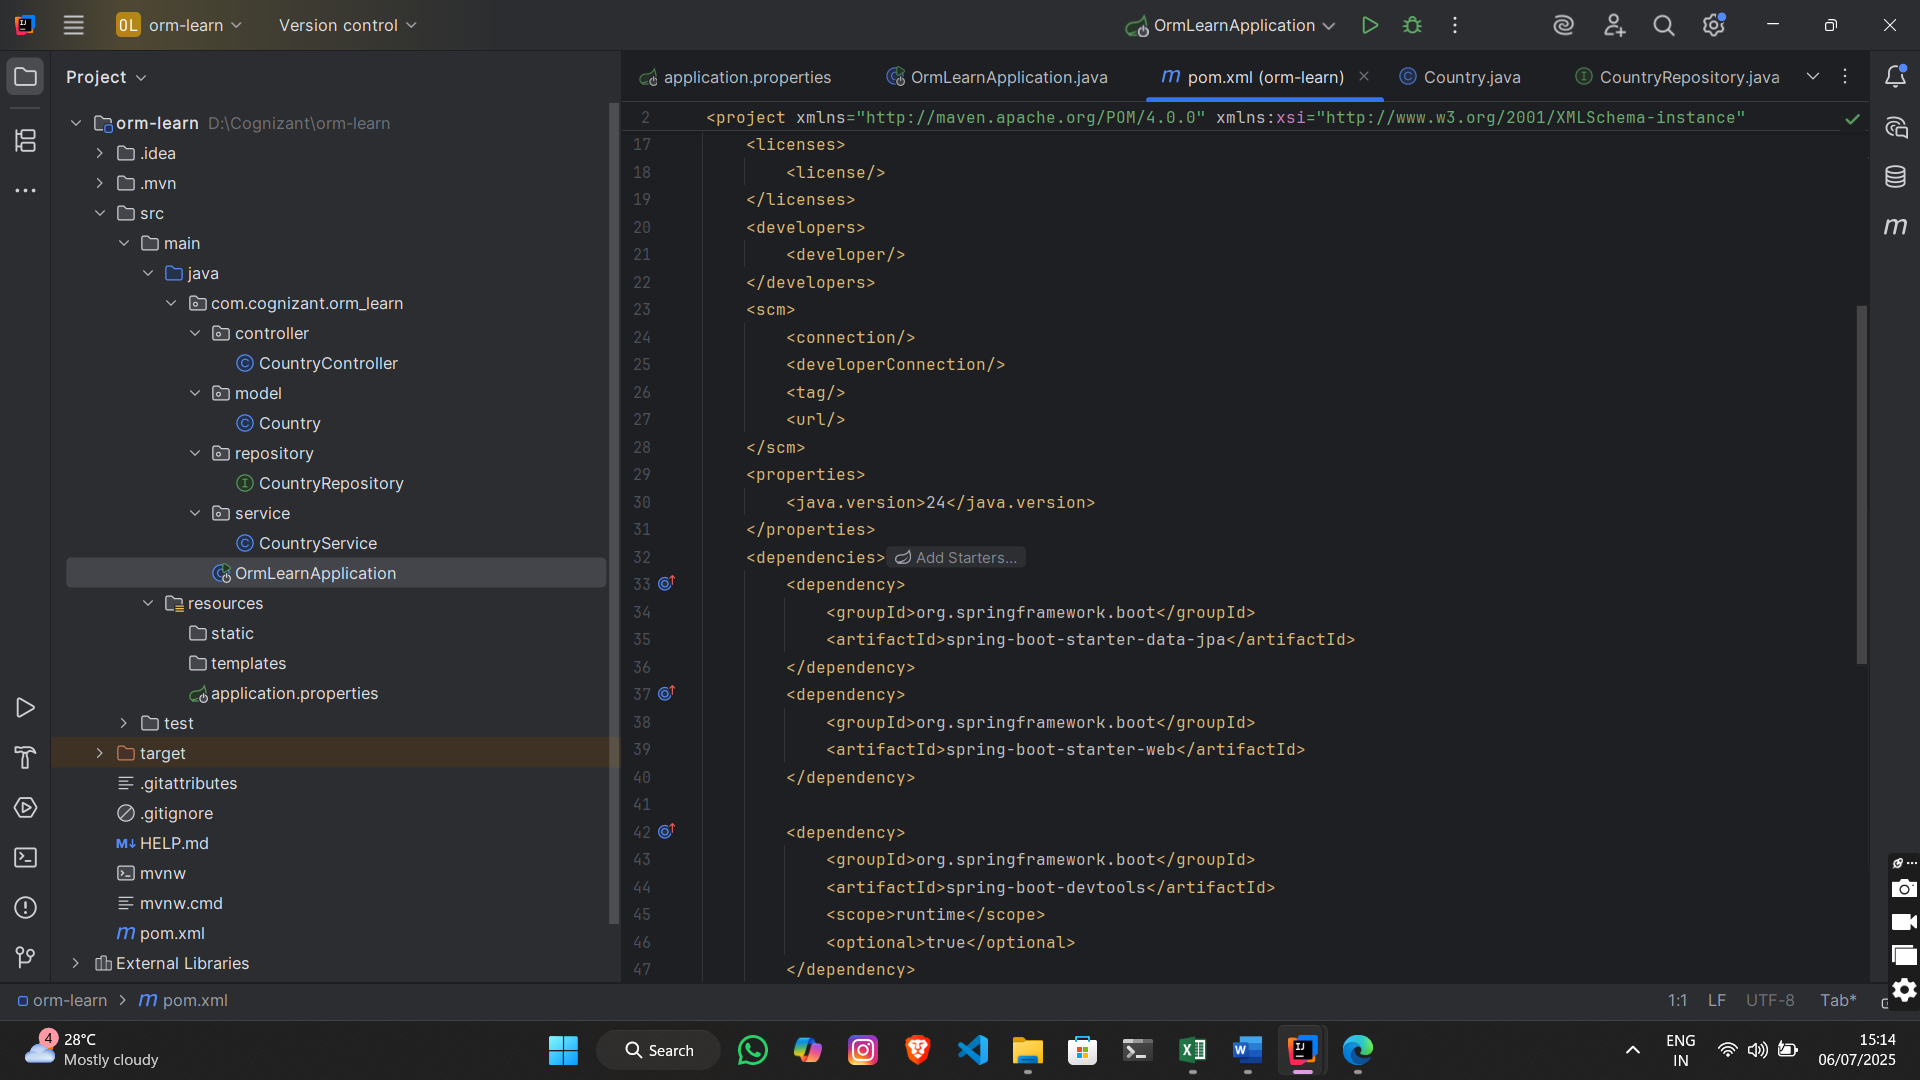 OL orm-learn Version control OrmLearnApplication
Project
application.properties OrmLearnApplication.java pom.xml (orm-learn) Country.java CountryRepository.java
orm-learn D:\Cognizant\orm-learn
.idea
.mvn
src
main
java
com.cognizant.orm_learn
controller
CountryController
model
Country
repository
CountryRepository
service
CountryService
OrmLearnApplication
resources
static
templates
application.properties
test
target
.gitattributes
.gitignore
M↓ HELP.md
mvnw
mvnw.cmd
m pom.xml
External Libraries
2 <project xmlns="http://maven.apache.org/POM/4.0.0" xmlns:xsi="http://www.w3.org/2001/XMLSchema-instance"
17 <licenses>
18 <license/>
19 </licenses>
20 <developers>
21 <developer/>
22 </developers>
23 <scm>
24 <connection/>
25 <developerConnection/>
26 <tag/>
27 <url/>
28 </scm>
29 <properties>
30 <java.version>24</java.version>
31 </properties>
32 <dependencies> Add Starters...
33 <dependency>
34 <groupId>org.springframework.boot</groupId>
35 <artifactId>spring-boot-starter-data-jpa</artifactId>
36 </dependency>
37 <dependency>
38 <groupId>org.springframework.boot</groupId>
39 <artifactId>spring-boot-starter-web</artifactId>
40 </dependency>
41
42 <dependency>
43 <groupId>org.springframework.boot</groupId>
44 <artifactId>spring-boot-devtools</artifactId>
45 <scope>runtime</scope>
46 <optional>true</optional>
47 </dependency>
orm-learn > m pom.xml 1:1 LF UTF-8 Tab*
4 28°C
Mostly cloudy
Search
ENG
IN
15:14
06/07/2025